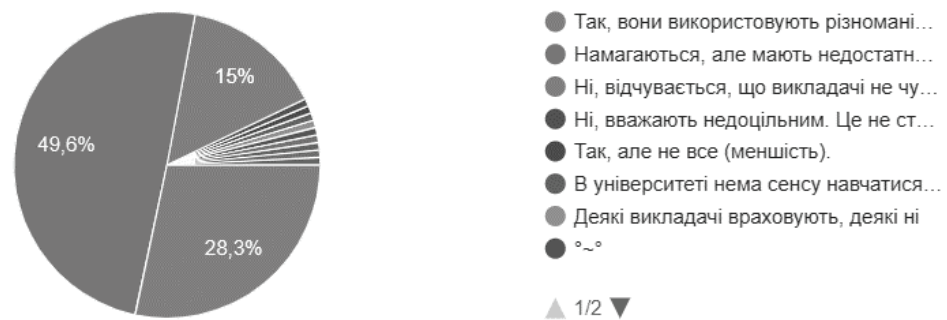 15%
49,6%
28,3%
Так, вони використовують різномані...
Намагаються, але мають недостатн...
Ні, відчувається, що викладачі не чу...
Ні, вважають недоцільним. Це не ст...
Так, але не все (меншість).
В університеті нема сенсу навчатися...
Деякі викладачі враховують, деякі ні
°~°
1/2